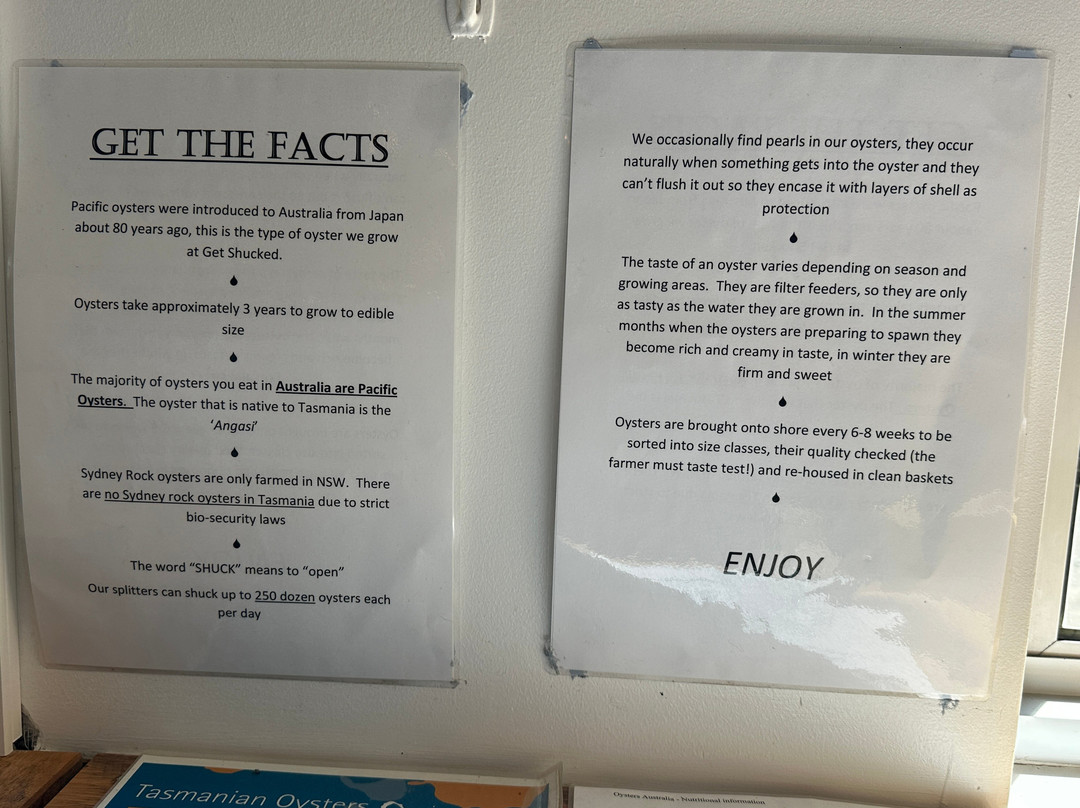 GET THE FACTS
Pacific oysters were introduced to Australia from Japan
about 80 years ago, this is the type of oyster we grow
at Get Shucked.
Oysters take approximately 3 years to grow to edible
size
The majority of oysters you eat in Australia are Pacific
Oysters. The oyster that is native to Tasmania is the
‘Angasi’
Sydney Rock oysters are only farmed in NSW. There
are no Sydney rock oysters in Tasmania due to strict
bio-security laws
The word “SHUCK” means to “open”
Our splitters can shuck up to 250 dozen oysters each
per day
We occasionally find pearls in our oysters, they occur
naturally when something gets into the oyster and they
can’t flush it out so they encase it with layers of shell as
protection
The taste of an oyster varies depending on season and
growing areas. They are filter feeders, so they are only
as tasty as the water they are grown in. In the summer
months when the oysters are preparing to spawn they
become rich and creamy in taste, in winter they are
firm and sweet
Oysters are brought onto shore every 6-8 weeks to be
sorted into size classes, their quality checked (the
farmer must taste test!) and re-housed in clean baskets
ENJOY
Tasmanian Oysters
Oysters Australia - Nutritional information